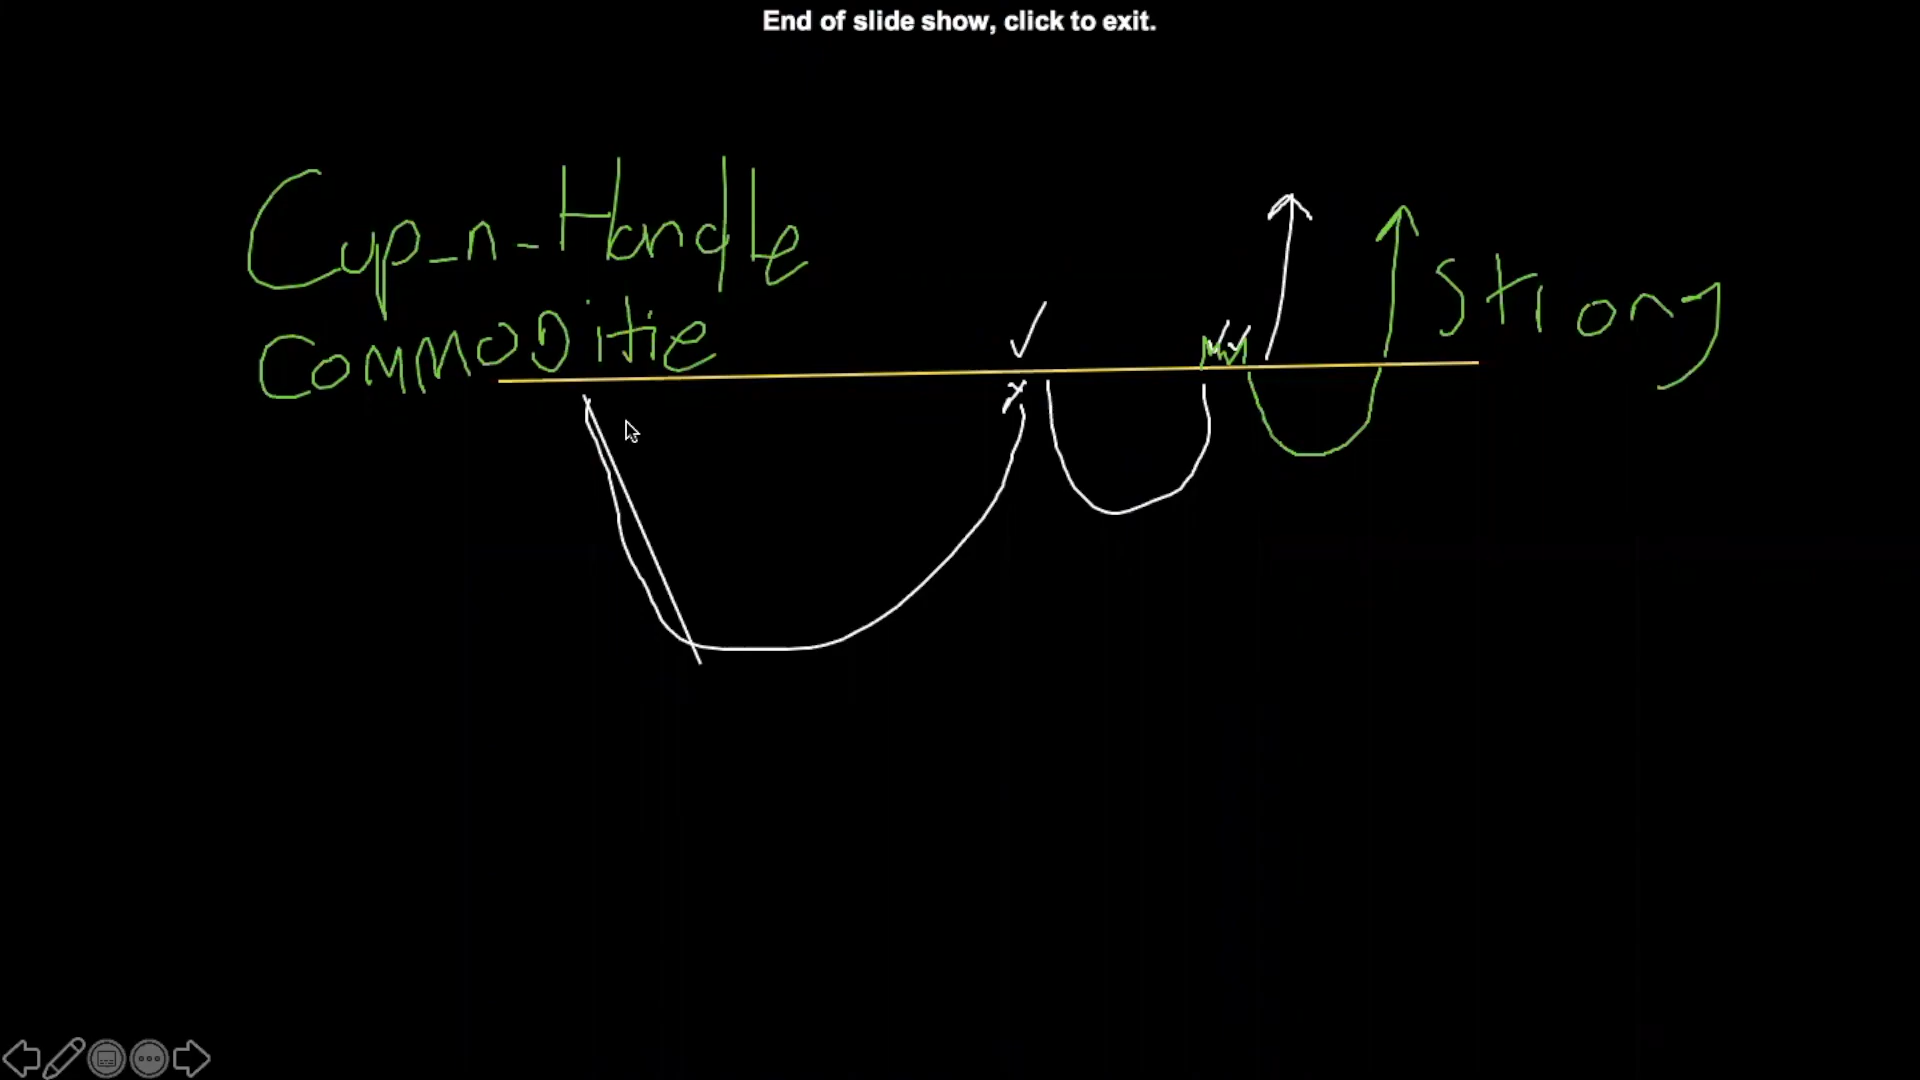 End of slide show, click to exit.
Cup-n-Handle
Strong
COMMODitie